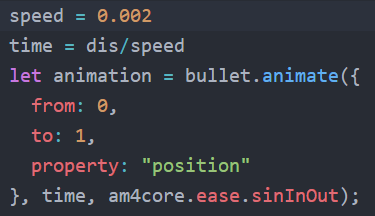 speed = 0.002
time = dis/speed
let animation = bullet.animate({
  from: 0,
  to: 1,
  property: "position"
}, time, am4core.ease.sinInOut);